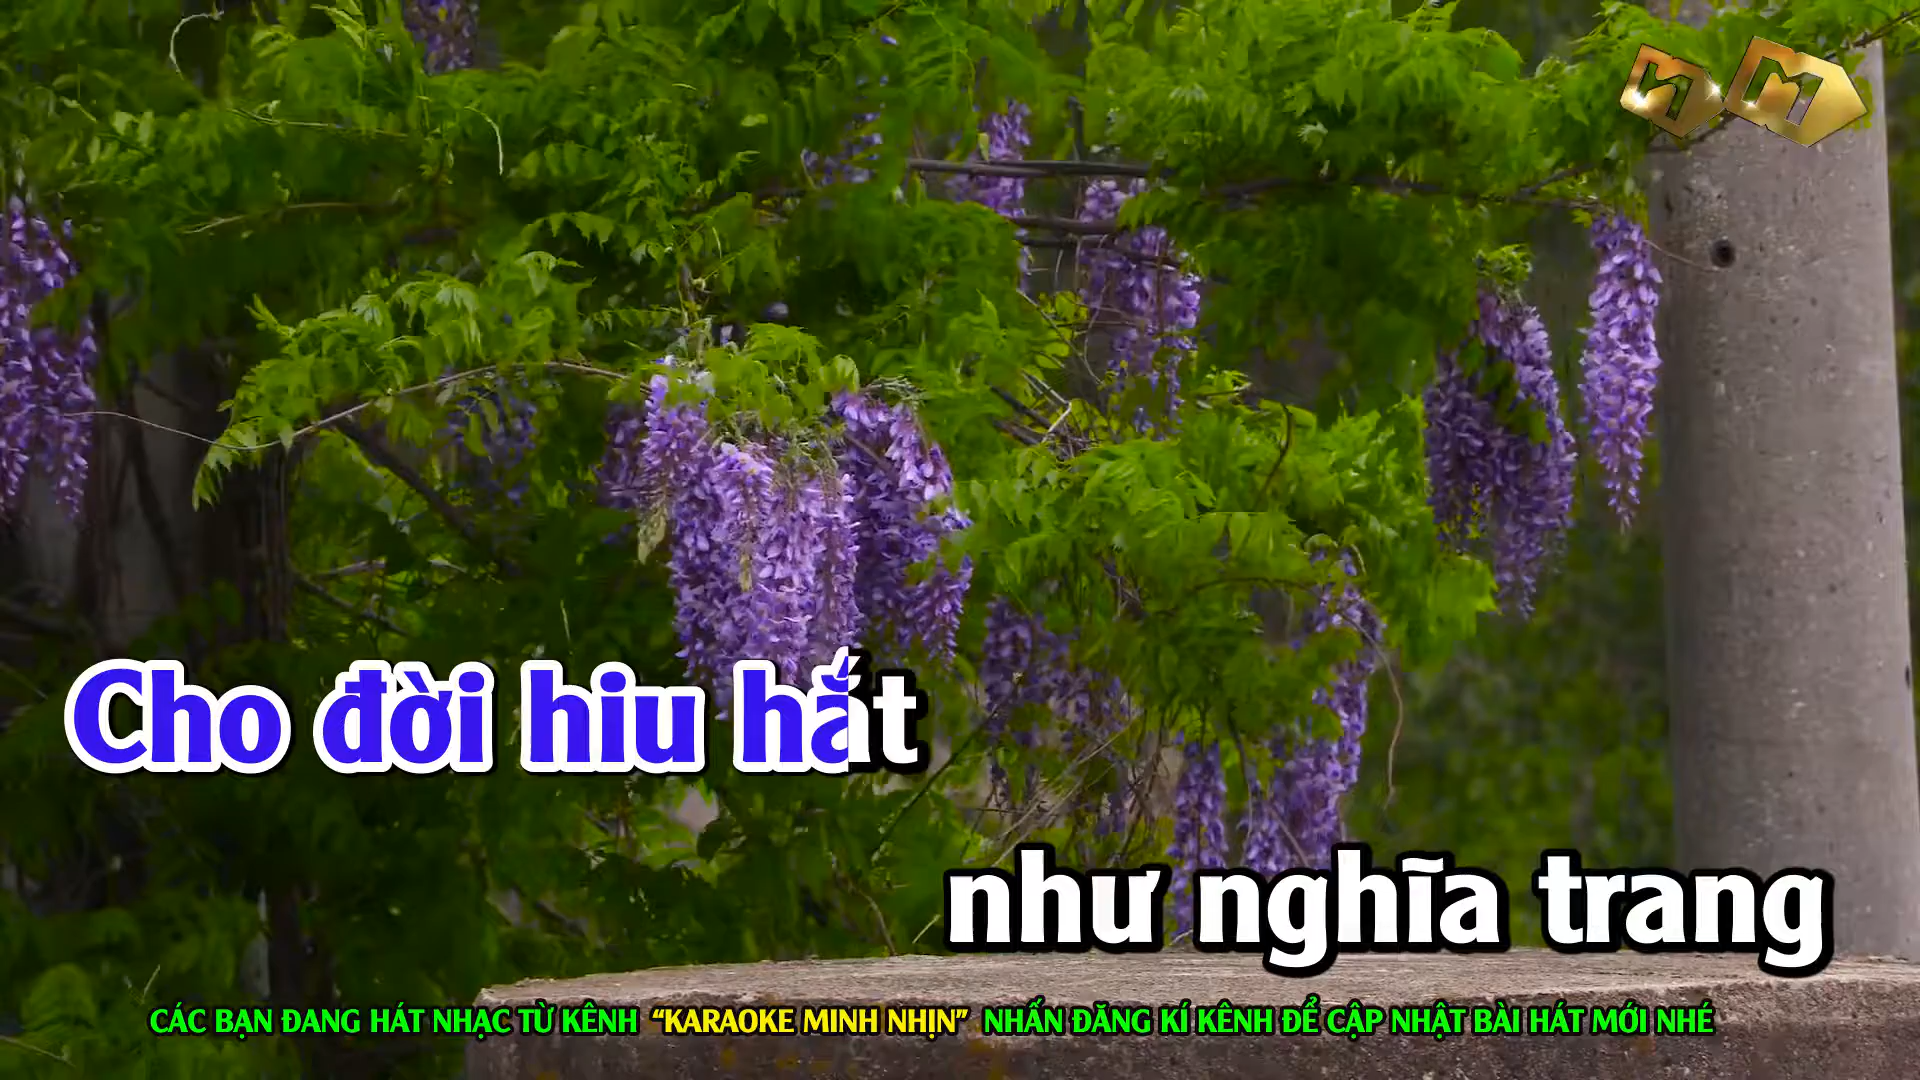 Cho đời hiu hắt
như nghĩa trang
CÁC BẠN ĐANG HÁT NHẠC TỪ KÊNH “KARAOKE MINH NHỊN” NHẤN ĐĂNG KÍ KÊNH ĐỂ CẬP NHẬT BÀI HÁT MỚI NHÉ